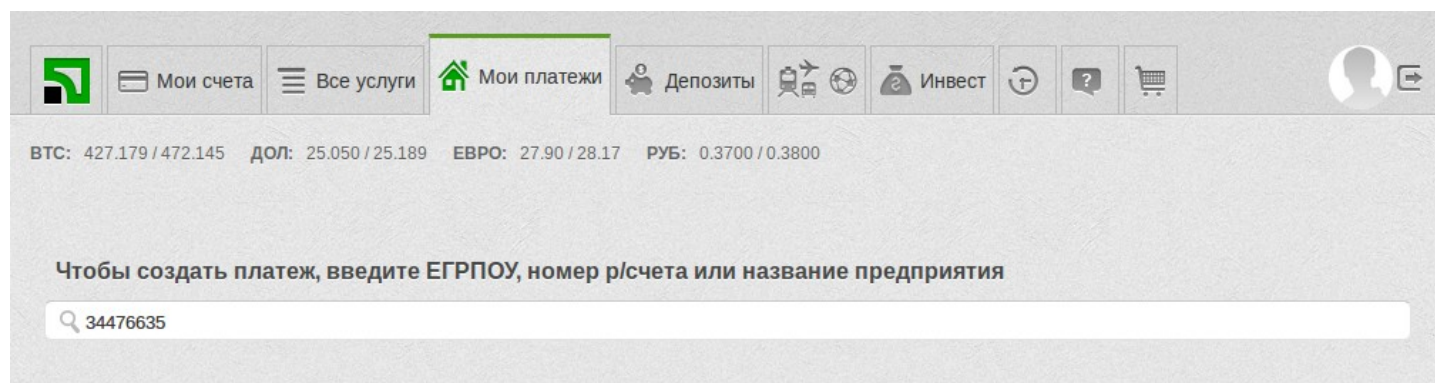 Мои счета Все услуги Мои платежи Депозиты Инвест
BTC: 427.179 / 472.145 ДОЛ: 25.050 / 25.189 ЕВРО: 27.90 / 28.17 РУБ: 0.3700 / 0.3800
Чтобы создать платеж, введите ЕГРПОУ, номер р/счета или название предприятия
34476635